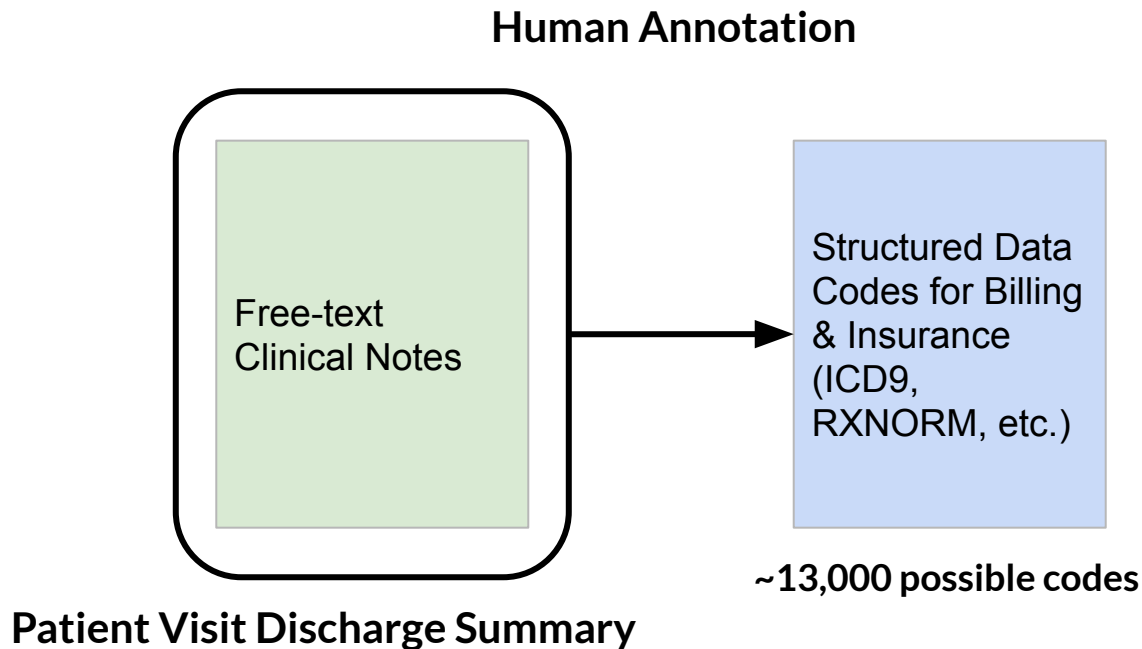 Human Annotation
Free-text
Clinical Notes
Structured Data
Codes for Billing
& Insurance
(ICD9,
RXNORM, etc.)
~13,000 possible codes
Patient Visit Discharge Summary